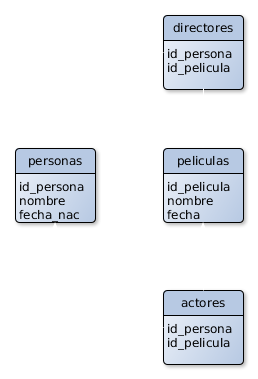 directores
id_persona
id_pelicula
personas
id_persona
nombre
fecha_nac
peliculas
id_pelicula
nombre
fecha
actores
id_persona
id_pelicula